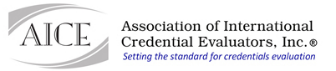 AICE
Association of International
Credential Evaluators, Inc.®
Setting the standard for credentials evaluation